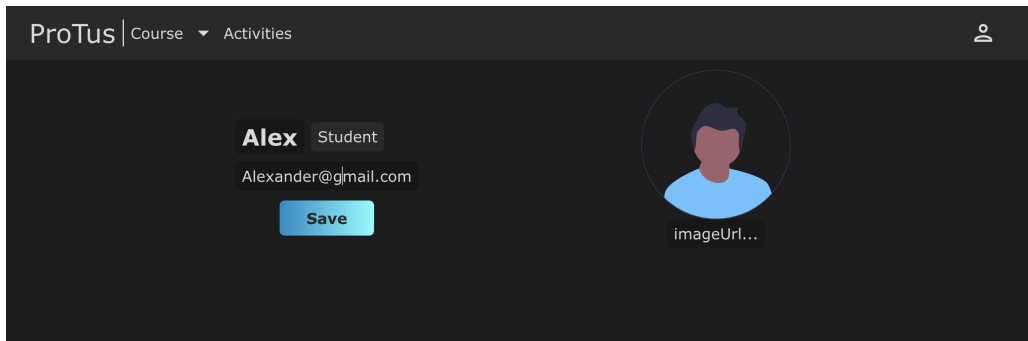 ProTus Course Activities
Alex Student
Alexander@gmail.com
Save
imageUrl...